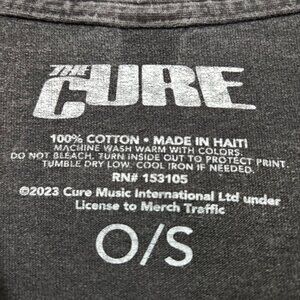 THE
CURE
100% COTTON • MADE IN HAITI
MACHINE WASH WARM WITH COLORS.
DO NOT BLEACH. TURN INSIDE OUT TO PROTECT PRINT.
TUMBLE DRY LOW. COOL IRON IF NEEDED.
RN# 153105
©2023 Cure Music International Ltd under
License to Merch Traffic
O/S